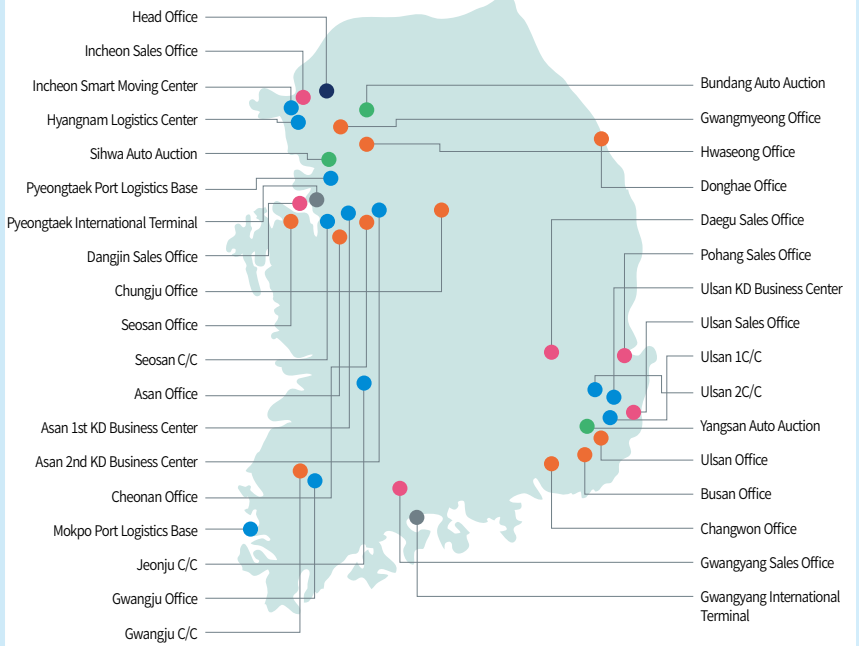 Head Office
Incheon Sales Office
Incheon Smart Moving Center
Hyangnam Logistics Center
Sihwa Auto Auction
Pyeongtaek Port Logistics Base
Pyeongtaek International Terminal
Dangjin Sales Office
Chungju Office
Seosan Office
Seosan C/C
Asan Office
Asan 1st KD Business Center
Asan 2nd KD Business Center
Cheonan Office
Mokpo Port Logistics Base
Jeonju C/C
Gwangju Office
Gwangju C/C
Bundang Auto Auction
Gwangmyeong Office
Hwaseong Office
Donghae Office
Daegu Sales Office
Pohang Sales Office
Ulsan KD Business Center
Ulsan Sales Office
Ulsan 1C/C
Ulsan 2C/C
Yangsan Auto Auction
Ulsan Office
Busan Office
Changwon Office
Gwangyang Sales Office
Gwangyang International
Terminal